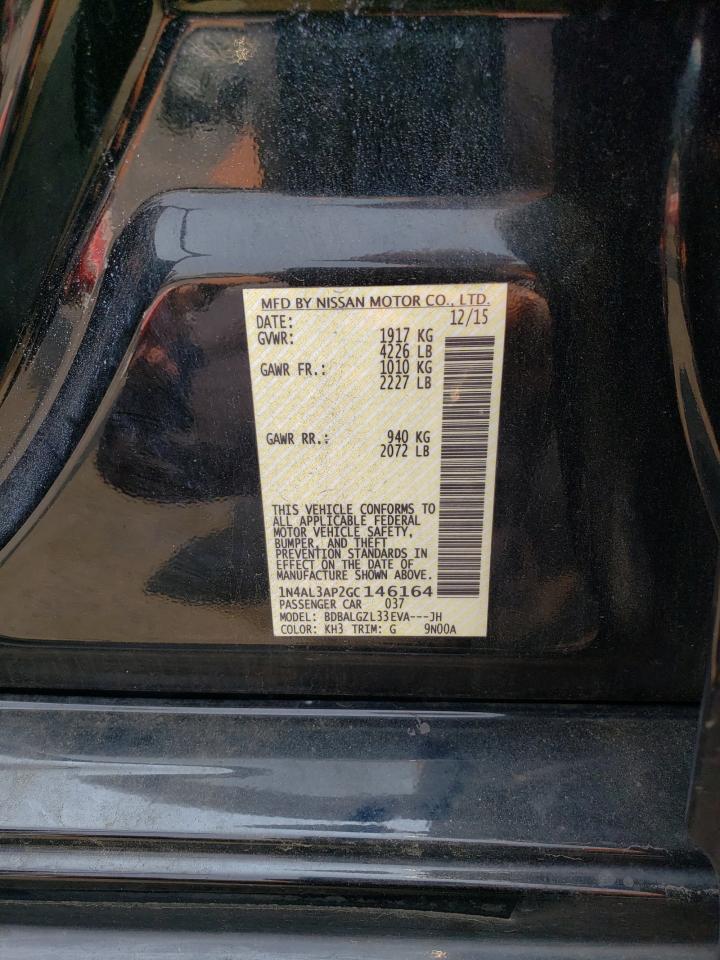 MFD BY NISSAN MOTOR CO., LTD.
DATE: 12/15
GVWR: 1917 KG
4226 LB
GAWR FR.: 1010 KG
2227 LB
GAWR RR.: 940 KG
2072 LB
THIS VEHICLE CONFORMS TO
ALL APPLICABLE FEDERAL
MOTOR VEHICLE SAFETY,
BUMPER, AND THEFT
PREVENTION STANDARDS IN
EFFECT ON THE DATE OF
MANUFACTURE SHOWN ABOVE.
1N4AL3AP2GC146164
PASSENGER CAR 037
MODEL: BDBALGZL33EVA---JH
COLOR: KH3 TRIM: G 9N00A